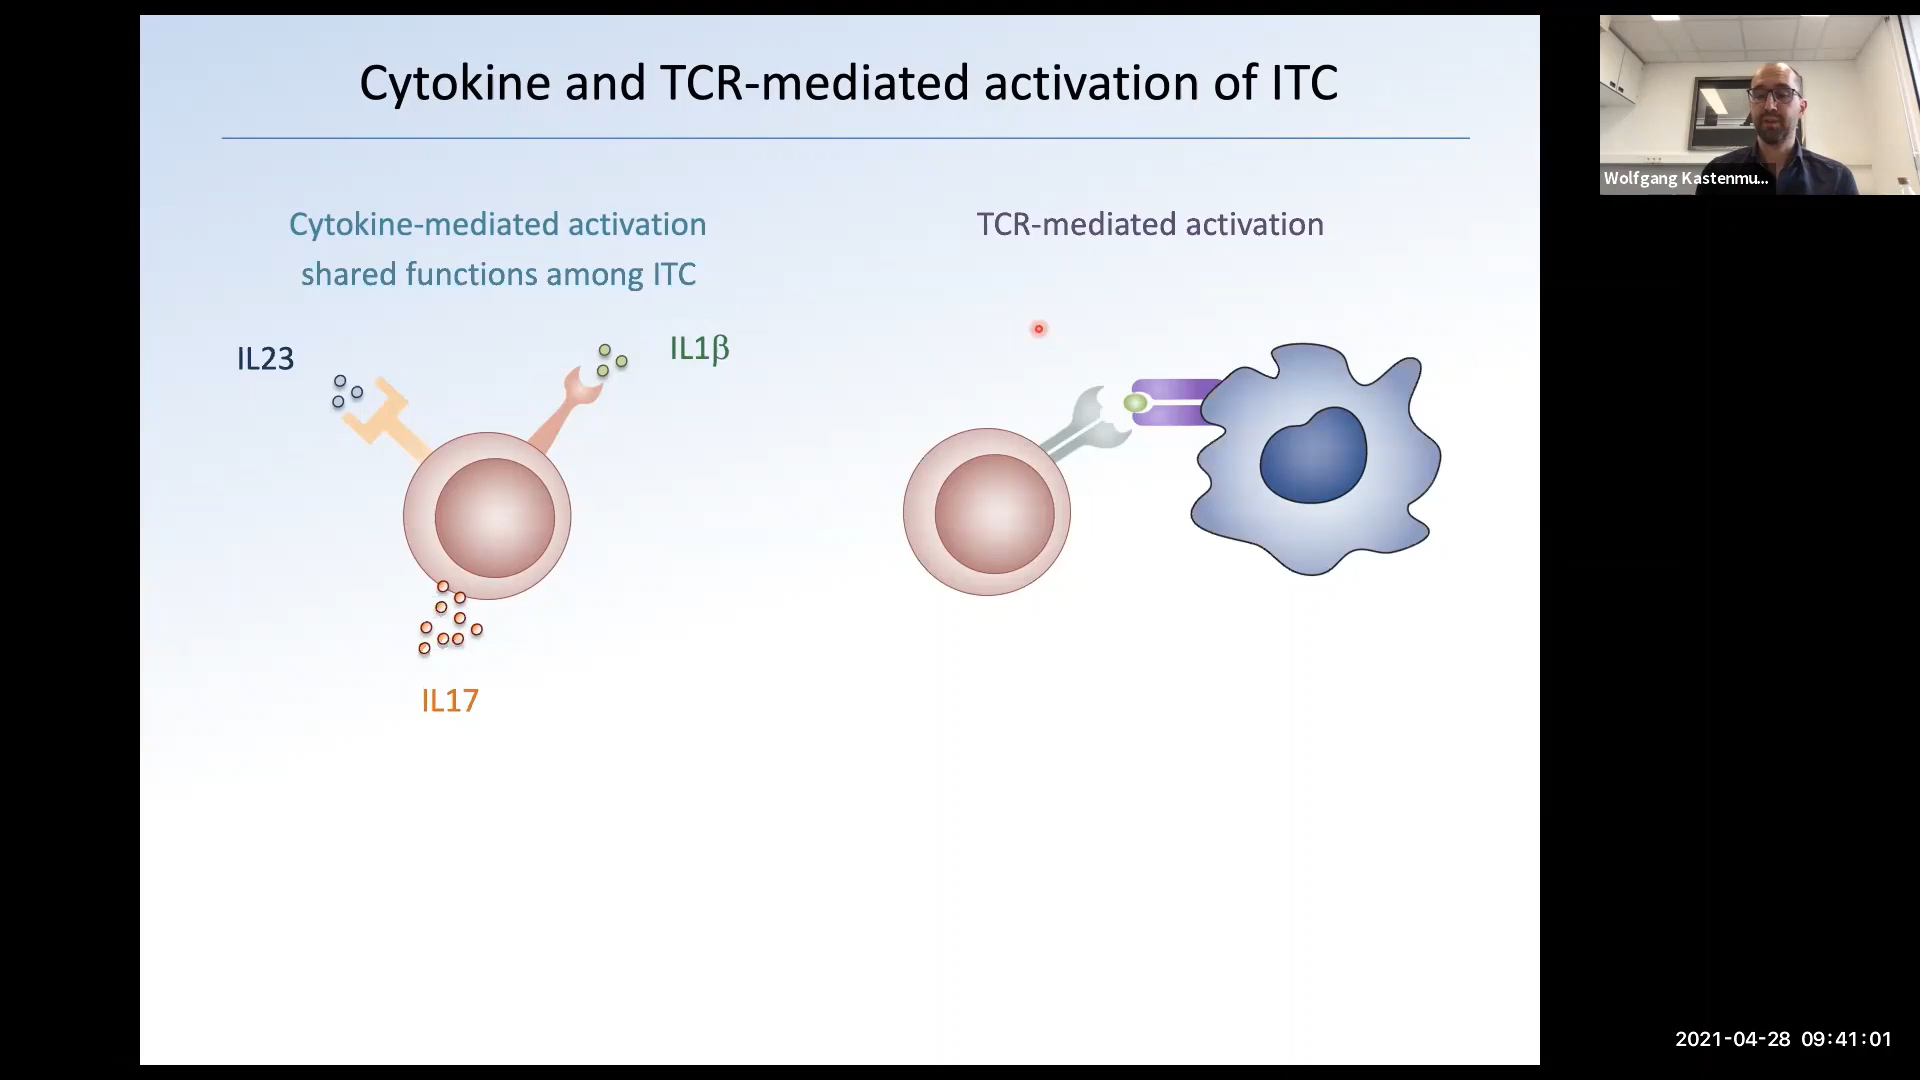 Cytokine and TCR-mediated activation of ITC
Cytokine-mediated activation
shared functions among ITC
TCR-mediated activation
IL23
IL1β
IL17
Wolfgang Kastenmu...
2021-04-28 09:41:01